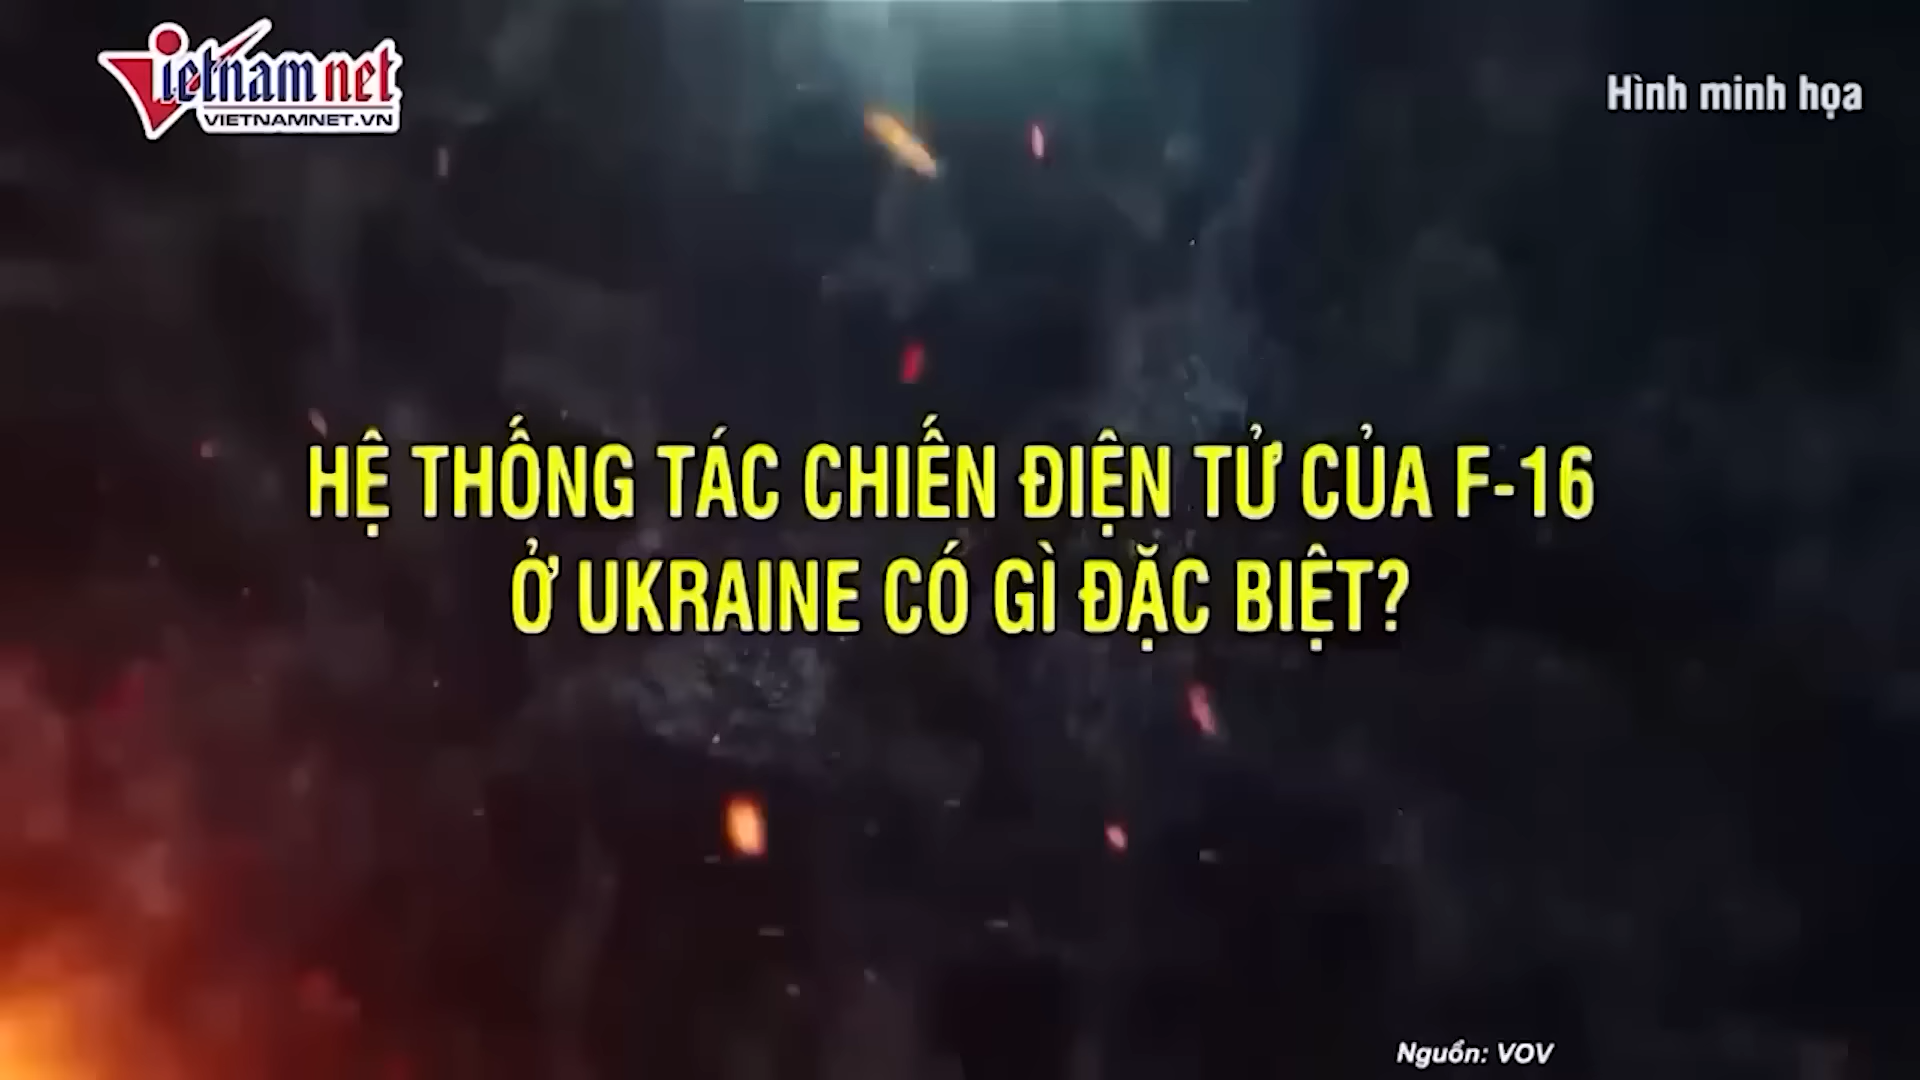 Vietnamnet
VIETNAMNET.VN
Hình minh họa
HỆ THỐNG TÁC CHIẾN ĐIỆN TỬ CỦA F-16
Ở UKRAINE CÓ GÌ ĐẶC BIỆT?
Nguồn: VOV